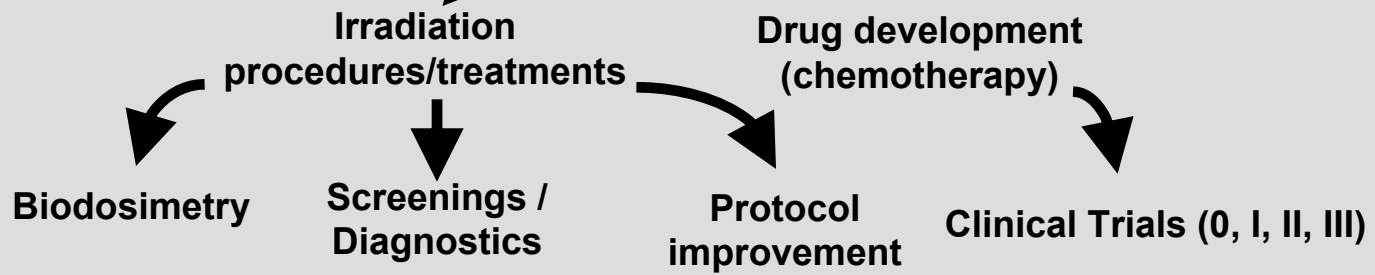 Irradiation
procedures/treatments
Drug development
(chemotherapy)
Biodosimetry
Screenings /
Diagnostics
Protocol
improvement
Clinical Trials (0, I, II, III)